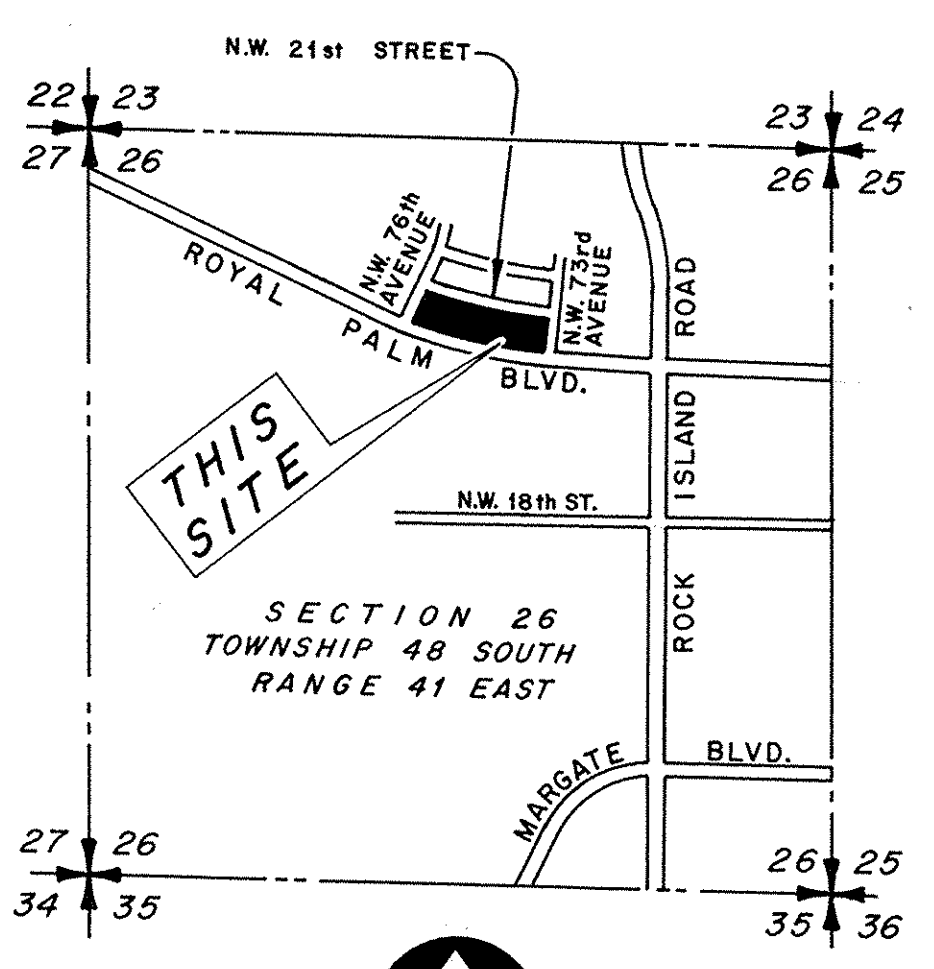 N.W. 21st STREET
22 23
27 26
23 24
26 25
N.W. 76th
AVENUE
N.W. 73rd
AVENUE
ROYAL PALM BLVD.
ROCK ISLAND ROAD
THIS
SITE
N.W. 18th ST.
SECTION 26
TOWNSHIP 48 SOUTH
RANGE 41 EAST
MARGATE BLVD.
27 26
34 35
26 25
35 36